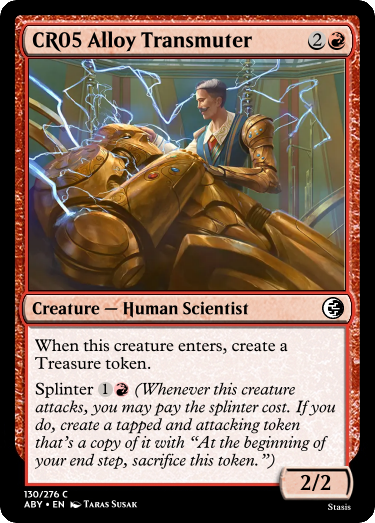 CR05 Alloy Transmuter 2
Creature — Human Scientist
When this creature enters, create a
Treasure token.
Splinter 1 (Whenever this creature
attacks, you may pay the splinter cost. If you
do, create a tapped and attacking token
that's a copy of it with “At the beginning of
your end step, sacrifice this token.”)
2/2
130/276 C
ABY • EN Taras Susak
Stasis